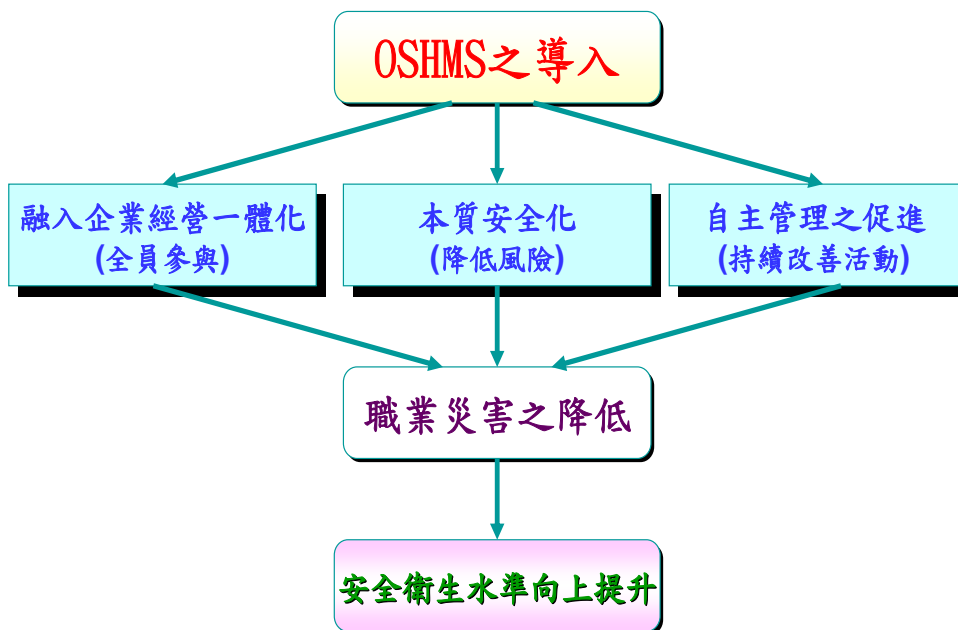 OSHMS之導入
融入企業經營一體化
(全員參與)
本質安全化
(降低風險)
自主管理之促進
(持續改善活動)
職業災害之降低
安全衛生水準向上提升